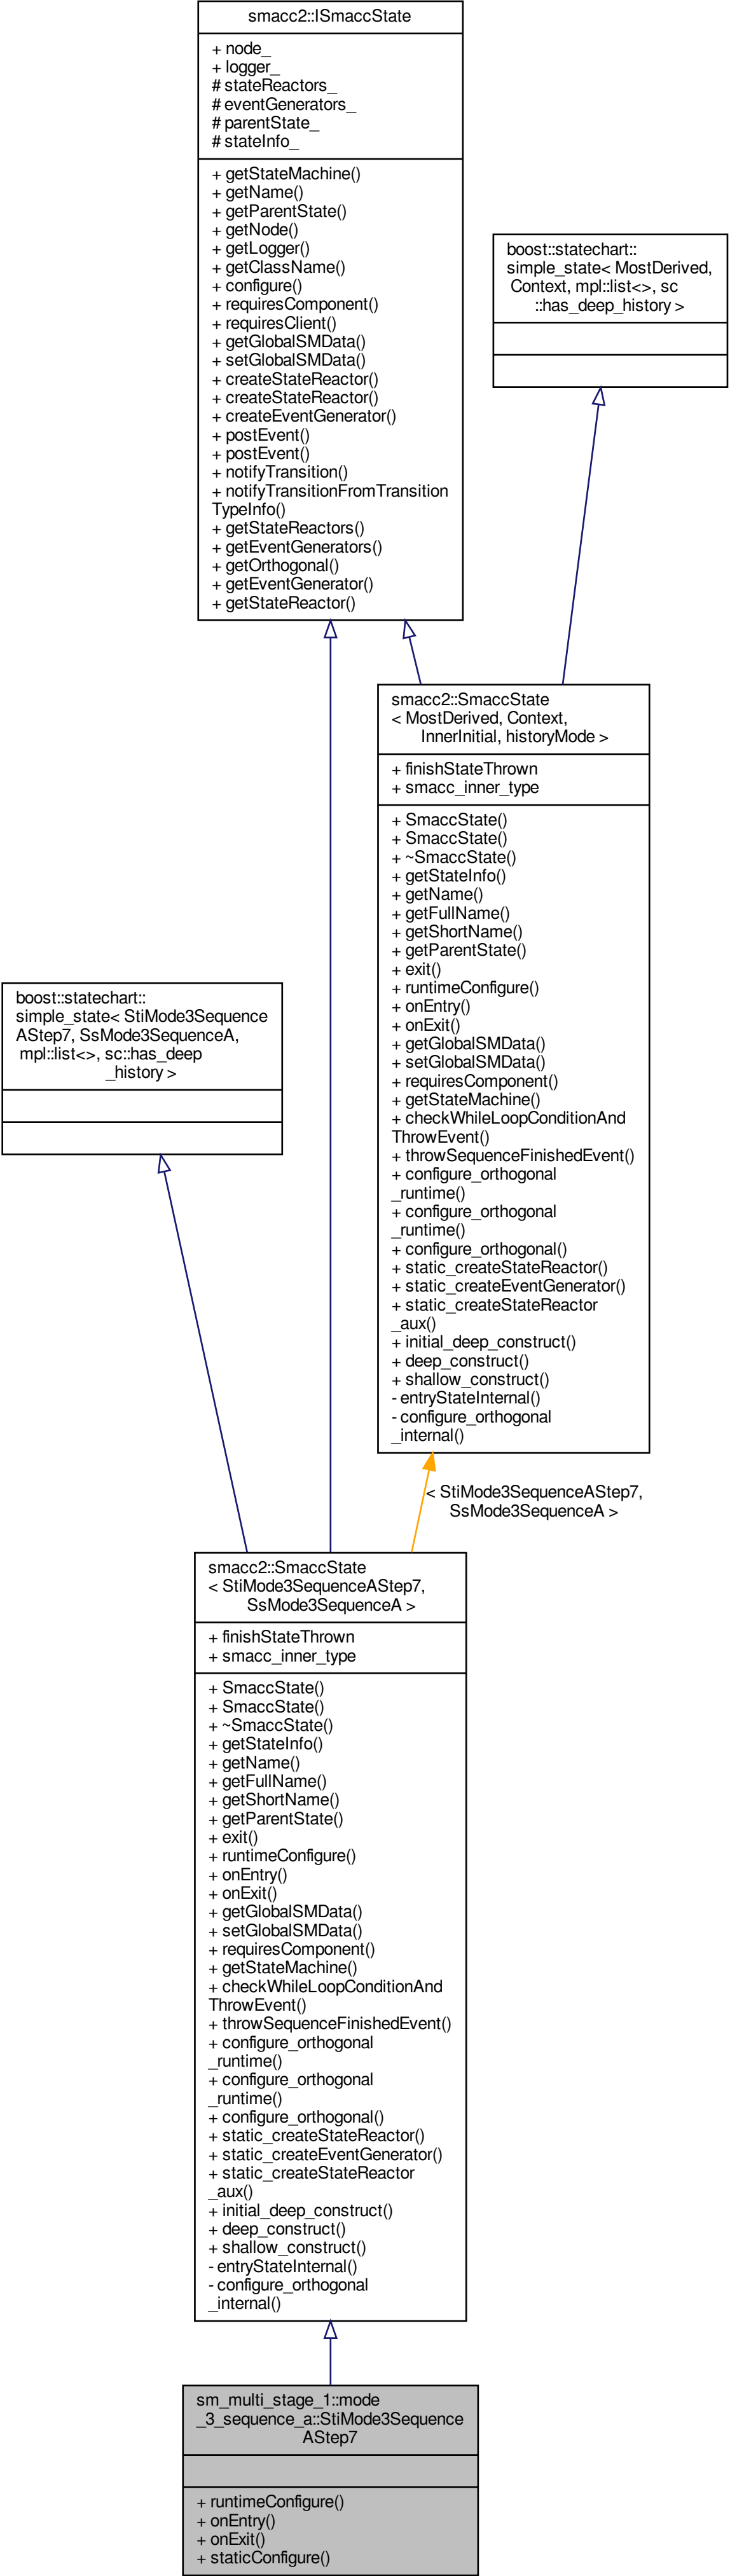 smacc2::ISmaccState
+ node_
+ logger_
# stateReactors_
# eventGenerators_
# parentState_
# stateInfo_
+ getStateMachine()
+ getName()
+ getParentState()
+ getNode()
+ getLogger()
+ getClassName()
+ configure()
+ requiresComponent()
+ requiresClient()
+ getGlobalSMData()
+ setGlobalSMData()
+ createStateReactor()
+ createStateReactor()
+ createEventGenerator()
+ postEvent()
+ postEvent()
+ notifyTransition()
+ notifyTransitionFromTransition
TypeInfo()
+ getStateReactors()
+ getEventGenerators()
+ getOrthogonal()
+ getEventGenerator()
+ getStateReactor()
boost::statechart::
simple_state< MostDerived,
Context, mpl::list<>, sc
::has_deep_history >
smacc2::SmaccState
< MostDerived, Context,
InnerInitial, historyMode >
+ finishStateThrown
+ smacc_inner_type
+ SmaccState()
+ SmaccState()
+ ~SmaccState()
+ getStateInfo()
+ getName()
+ getFullName()
+ getShortName()
+ getParentState()
+ exit()
+ runtimeConfigure()
+ onEntry()
+ onExit()
+ getGlobalSMData()
+ setGlobalSMData()
+ requiresComponent()
+ getStateMachine()
+ checkWhileLoopConditionAnd
ThrowEvent()
+ throwSequenceFinishedEvent()
+ configure_orthogonal
_runtime()
+ configure_orthogonal
_runtime()
+ configure_orthogonal()
+ static_createStateReactor()
+ static_createEventGenerator()
+ static_createStateReactor
_aux()
+ initial_deep_construct()
+ deep_construct()
+ shallow_construct()
- entryStateInternal()
- configure_orthogonal
_internal()
boost::statechart::
simple_state< StiMode3Sequence
AStep7, SsMode3SequenceA,
mpl::list<>, sc::has_deep
_history >
< StiMode3SequenceAStep7,
SsMode3SequenceA >
smacc2::SmaccState
< StiMode3SequenceAStep7,
SsMode3SequenceA >
+ finishStateThrown
+ smacc_inner_type
+ SmaccState()
+ SmaccState()
+ ~SmaccState()
+ getStateInfo()
+ getName()
+ getFullName()
+ getShortName()
+ getParentState()
+ exit()
+ runtimeConfigure()
+ onEntry()
+ onExit()
+ getGlobalSMData()
+ setGlobalSMData()
+ requiresComponent()
+ getStateMachine()
+ checkWhileLoopConditionAnd
ThrowEvent()
+ throwSequenceFinishedEvent()
+ configure_orthogonal
_runtime()
+ configure_orthogonal
_runtime()
+ configure_orthogonal()
+ static_createStateReactor()
+ static_createEventGenerator()
+ static_createStateReactor
_aux()
+ initial_deep_construct()
+ deep_construct()
+ shallow_construct()
- entryStateInternal()
- configure_orthogonal
_internal()
sm_multi_stage_1::mode
_3_sequence_a::StiMode3Sequence
AStep7
+ runtimeConfigure()
+ onEntry()
+ onExit()
+ staticConfigure()